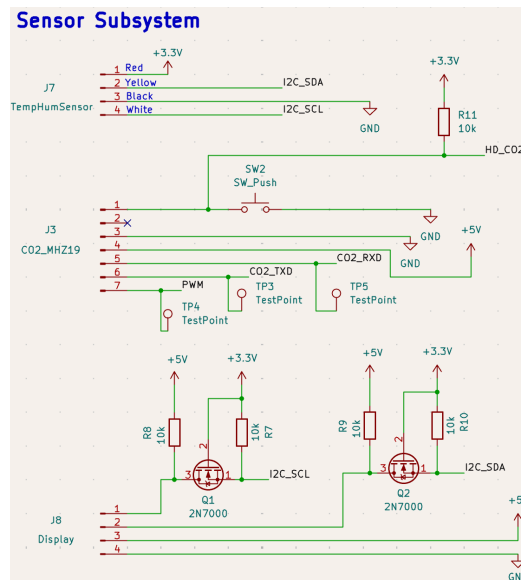 Sensor Subsystem
+3.3V
J7
TempHumSensor
1 Red
2 Yellow
3 Black
4 White
I2C_SDA
I2C_SCL
GND
+3.3V
R11
10k
HD_CO2
SW2
SW_Push
GND
J3
CO2_MHZ19
1
2
3
4
5
6
7
GND
+5V
CO2_RXD
CO2_TXD
PWM
TP3
TestPoint
TP5
TestPoint
TP4
TestPoint
+5V
+3.3V
R8
10k
10k
R7
2
3
1
I2C_SCL
Q1
2N7000
+5V
+3.3V
R9
10k
10k
R10
2
3
1
I2C_SDA
Q2
2N7000
J8
Display
1
2
3
4
+5
GN